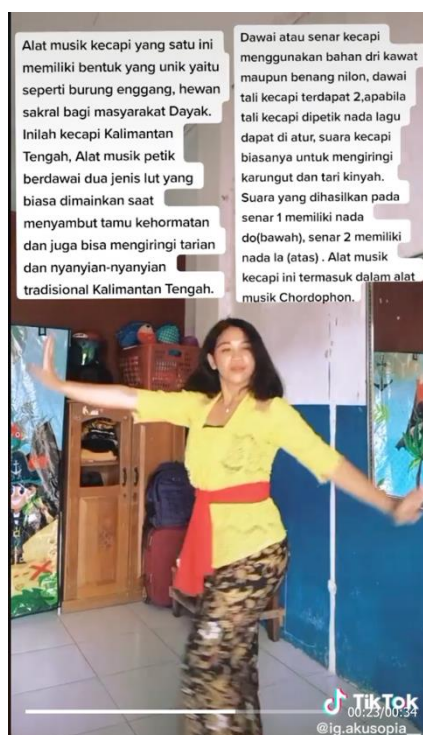 Alat musik kecapi yang satu ini
memiliki bentuk yang unik yaitu
seperti burung enggang, hewan
sakral bagi masyarakat Dayak.
Inilah kecapi Kalimantan
Tengah, Alat musik petik
berdawai dua jenis lut yang
biasa dimainkan saat
menyambut tamu kehormatan
dan juga bisa mengiringi tarian
dan nyanyian-nyanyian
tradisional Kalimantan Tengah.
Dawai atau senar kecapi
menggunakan bahan dri kawat
maupun benang nilon, dawai
tali kecapi terdapat 2,apabila
tali kecapi dipetik nada lagu
dapat di atur, suara kecapi
biasanya untuk mengiringi
karungut dan tari kinyah.
Suara yang dihasilkan pada
senar 1 memiliki nada
do(bawah), senar 2 memiliki
nada la (atas) . Alat musik
kecapi ini termasuk dalam alat
musik Chordophon.
TikTok
00:23/00:34
@ig.akusopia_